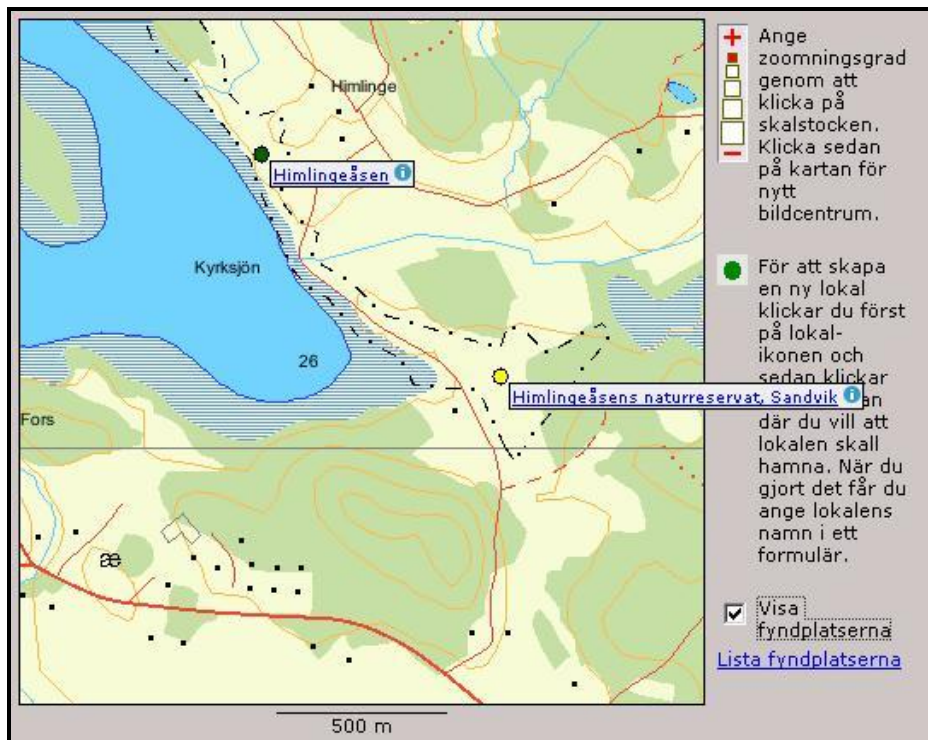 Himlinge
Himlingeåsen
Kyrksjön
26
Himlingeåsens naturreservat, Sandvik
Fors
æ
500 m
Ange
zoomningsgrad
genom att
klicka på
skalstocken.
Klicka sedan
på kartan för
nytt
bildcentrum.
För att skapa
en ny lokal
klickar du först
på lokal-
ikonen och
sedan klickar
an
där du vill att
lokalen skall
hamna. När du
gjort det får du
ange lokalens
namn i ett
formulär.
Visa
fyndplatserna
Lista fyndplatserna